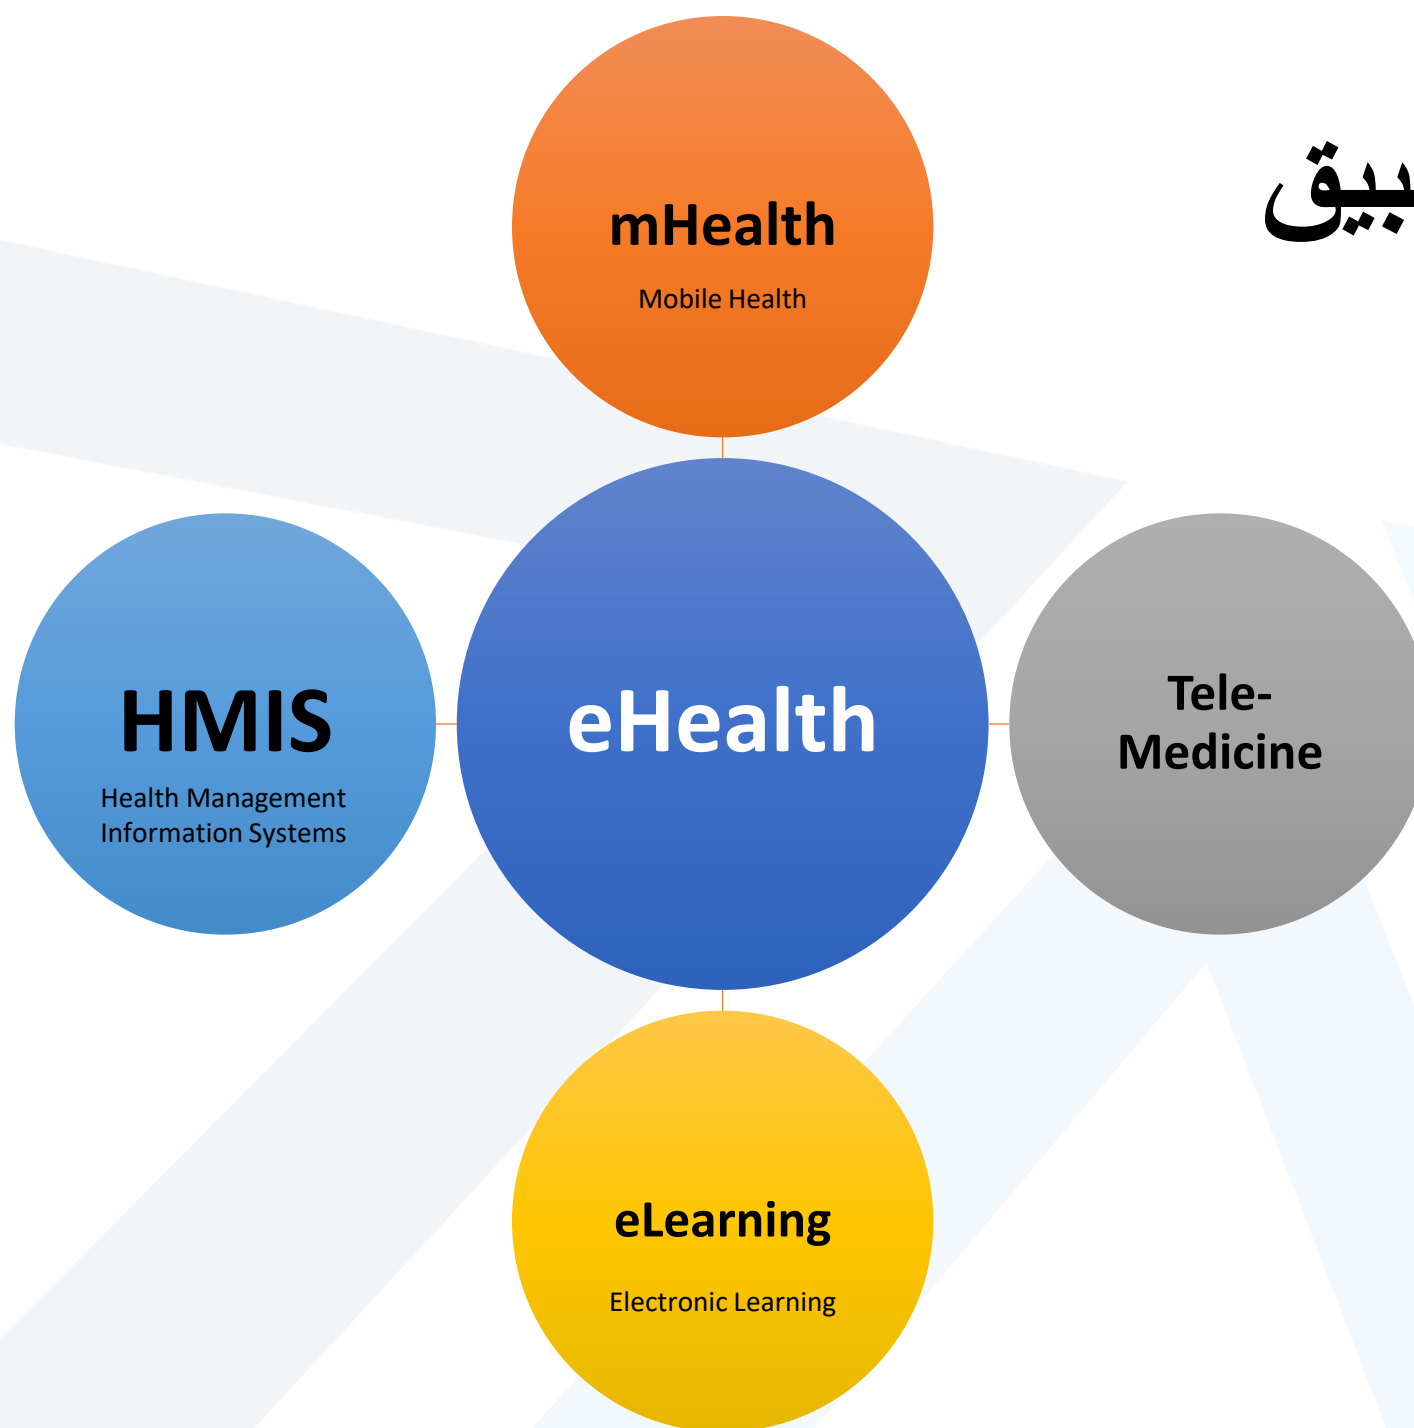 mHealth
Mobile Health
HMIS
Health Management
Information Systems
eHealth
Tele-
Medicine
eLearning
Electronic Learning